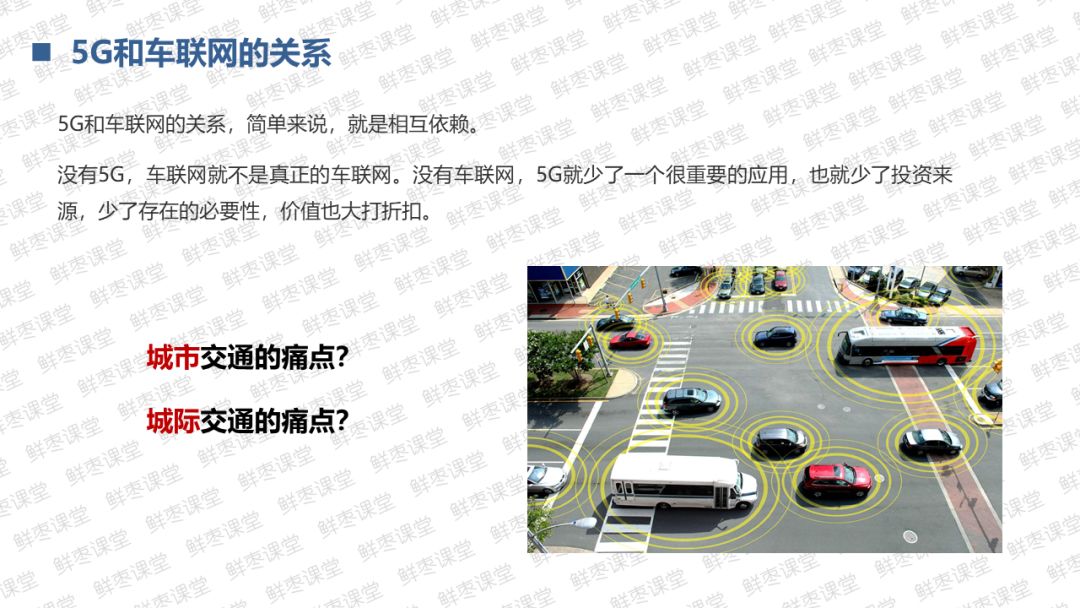 5G和车联网的关系
5G和车联网的关系，简单来说，就是相互依赖。
没有5G，车联网就不是真正的车联网。没有车联网，5G就少了一个很重要的应用，也就少了投资来
源，少了存在的必要性，价值也大打折扣。
城市交通的痛点？
城际交通的痛点？
鲜枣课堂